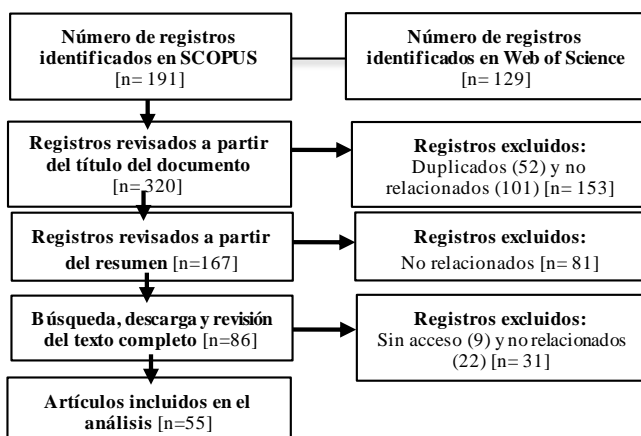 Número de registros
identificados en SCOPUS
[n= 191]
Número de registros
identificados en Web of Science
[n= 129]
Registros revisados a partir
del título del documento
[n= 320]
Registros excluidos:
Duplicados (52) y no
relacionados (101) [n= 153]
Registros revisados a partir
del resumen [n=167]
Registros excluidos:
No relacionados [n= 81]
Búsqueda, descarga y revisión
del texto completo [n=86]
Registros excluidos:
Sin acceso (9) y no relacionados
(22) [n= 31]
Artículos incluidos en el
análisis [n=55]